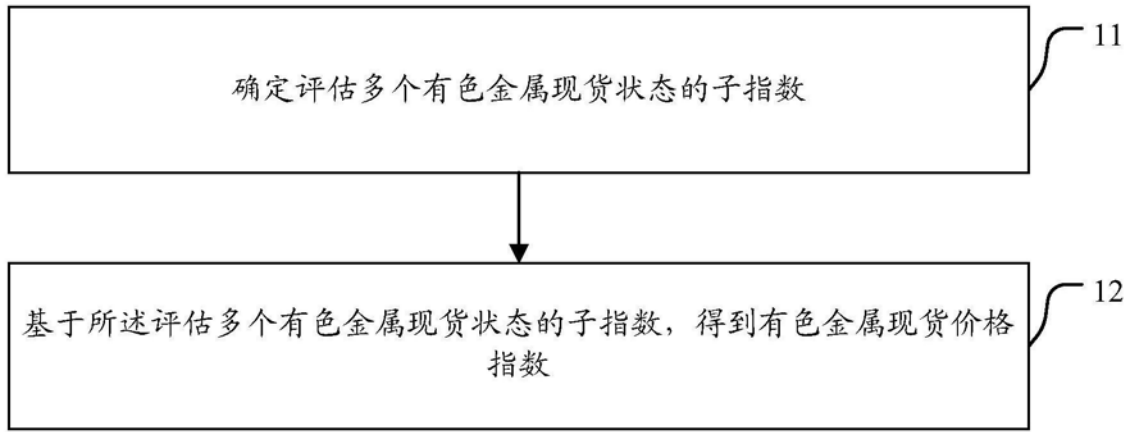 11
确定评估多个有色金属现货状态的子指数
12
基于所述评估多个有色金属现货状态的子指数，得到有色金属现货价格
指数